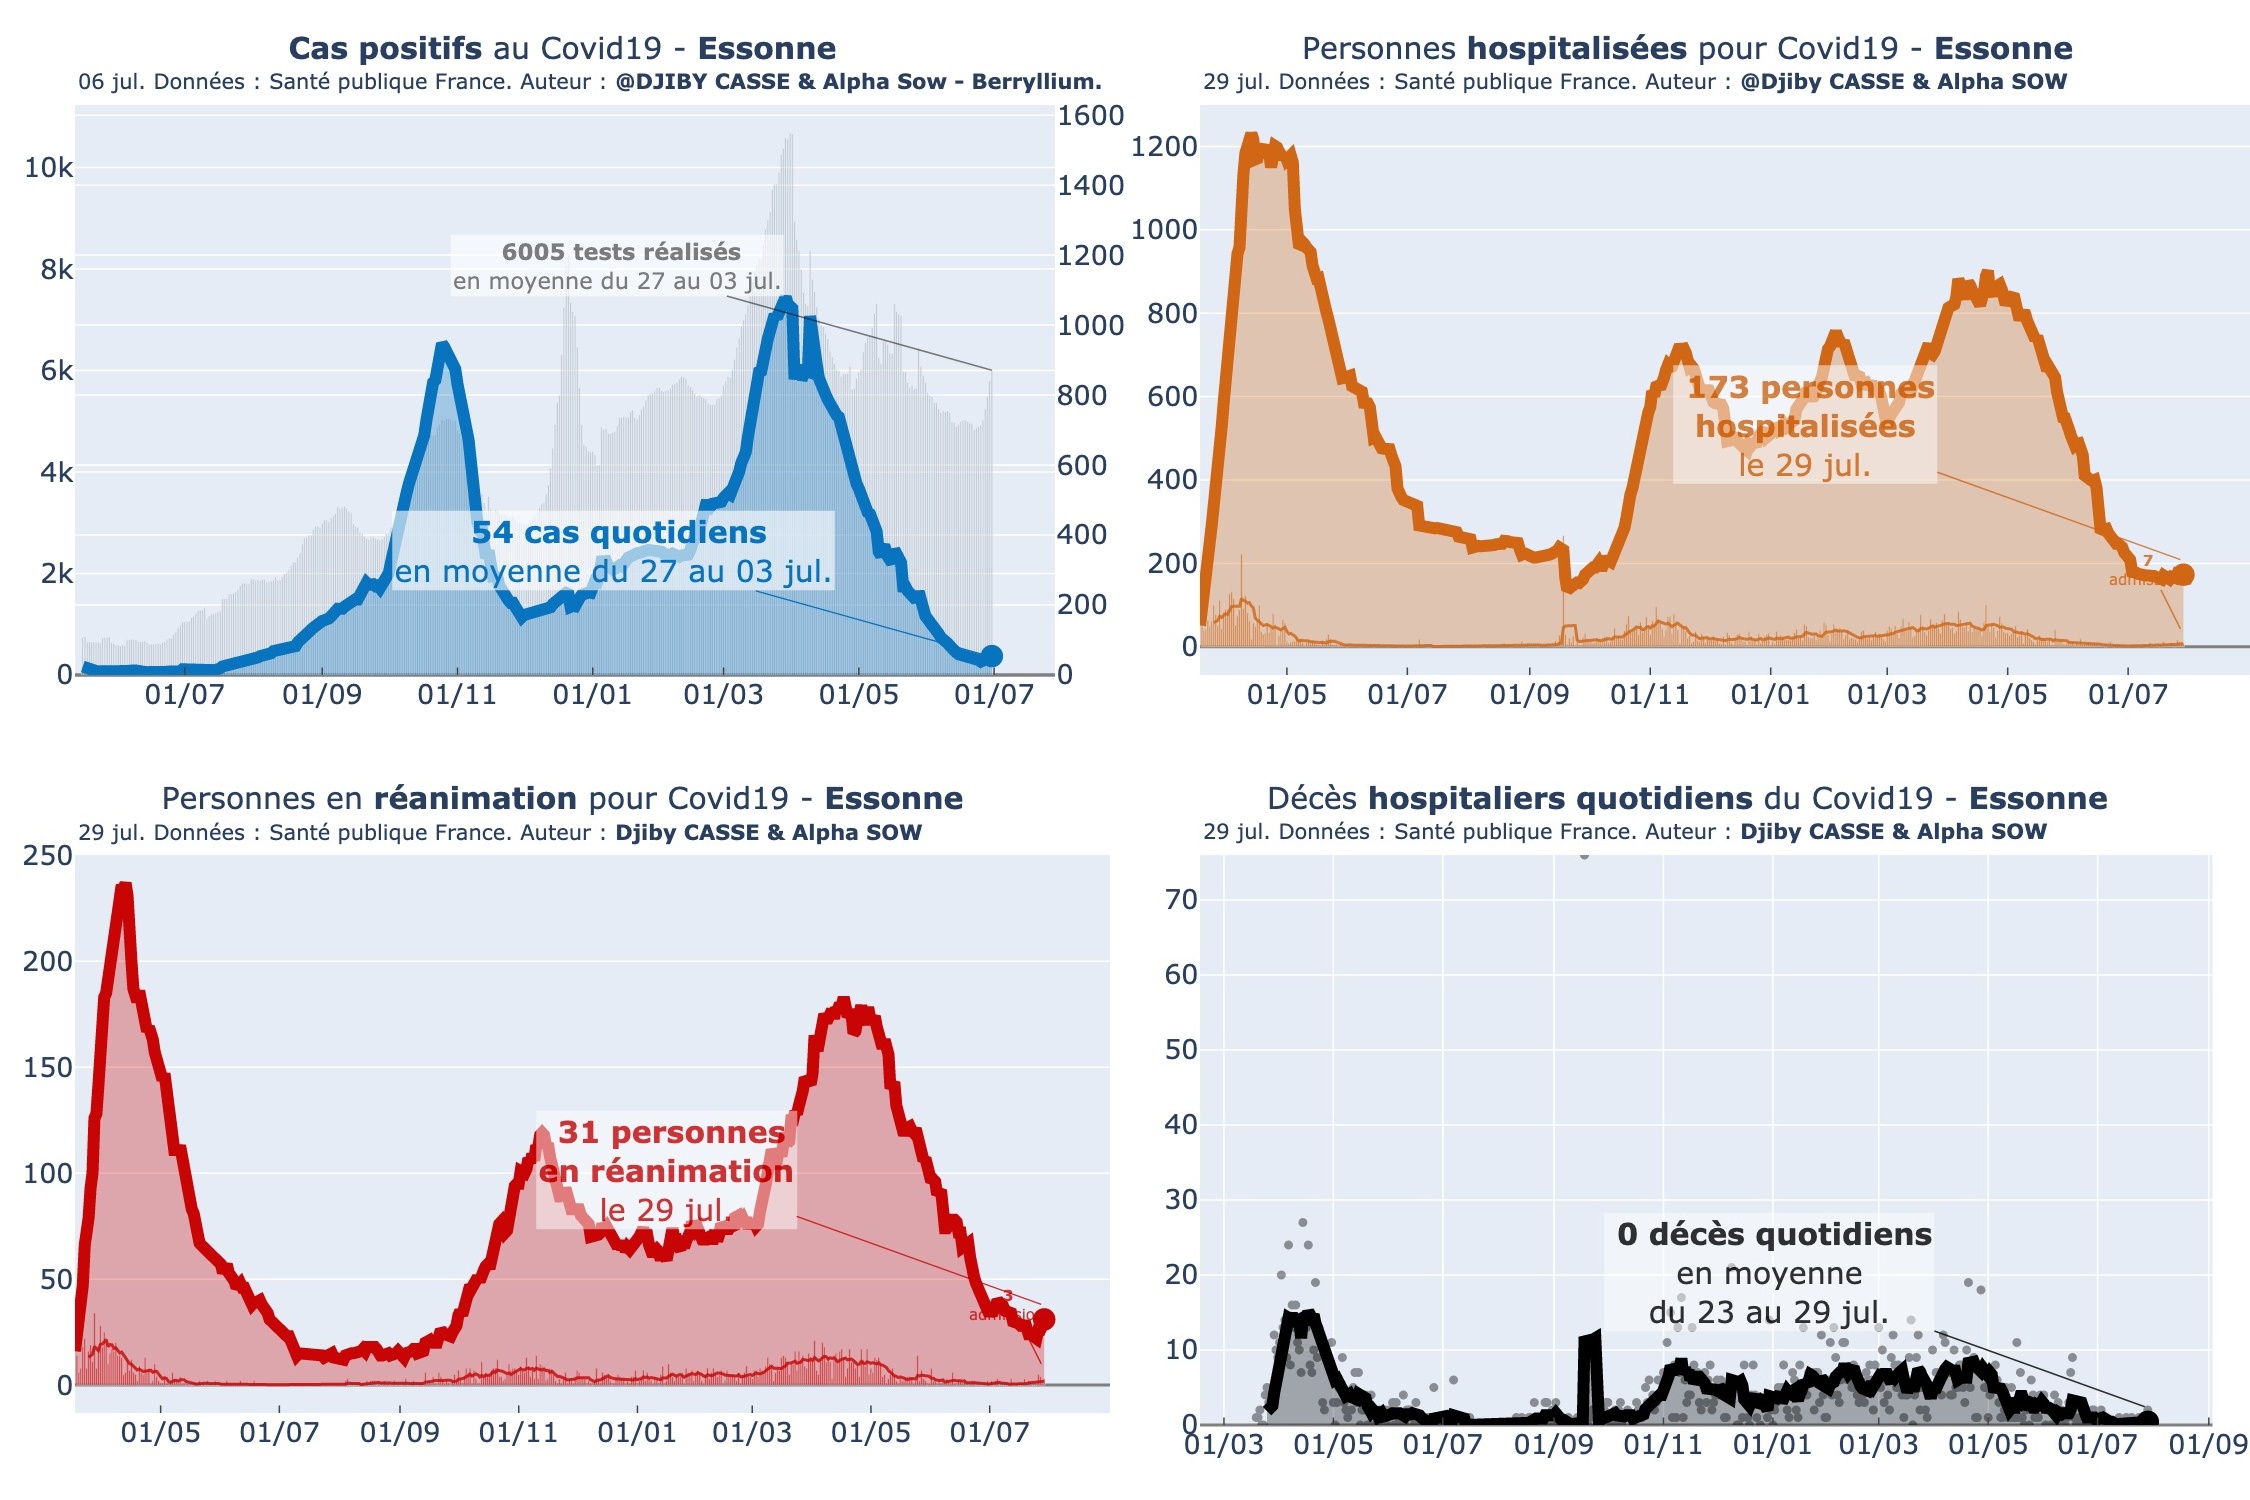 Cas positifs au Covid19 - Essonne
06 jul. Données : Santé publique France. Auteur : @DJIBY CASSE & Alpha Sow - Berryllium.
10k
8k
6k
4k
2k
0
1600
1400
1200
1000
800
600
400
200
0
6005 tests réalisés
en moyenne du 27 au 03 jul.
54 cas quotidiens
en moyenne du 27 au 03 jul.
01/07 01/09 01/11 01/01 01/03 01/05 01/07
Personnes hospitalisées pour Covid19 - Essonne
29 jul. Données : Santé publique France. Auteur : @Djiby CASSE & Alpha SOW
1200
1000
800
600
400
200
0
173 personnes
hospitalisées
le 29 jul.
7
01/05 01/07 01/09 01/11 01/01 01/03 01/05 01/07
Personnes en réanimation pour Covid19 - Essonne
29 jul. Données : Santé publique France. Auteur : Djiby CASSE & Alpha SOW
250
200
150
100
50
0
31 personnes
en réanimation
le 29 jul.
3
01/05 01/07 01/09 01/11 01/01 01/03 01/05 01/07
Décès hospitaliers quotidiens du Covid19 - Essonne
29 jul. Données : Santé publique France. Auteur : Djiby CASSE & Alpha SOW
70
60
50
40
30
20
10
0
0 décès quotidiens
en moyenne
du 23 au 29 jul.
01/03 01/05 01/07 01/09 01/11 01/01 01/03 01/05 01/07 01/09